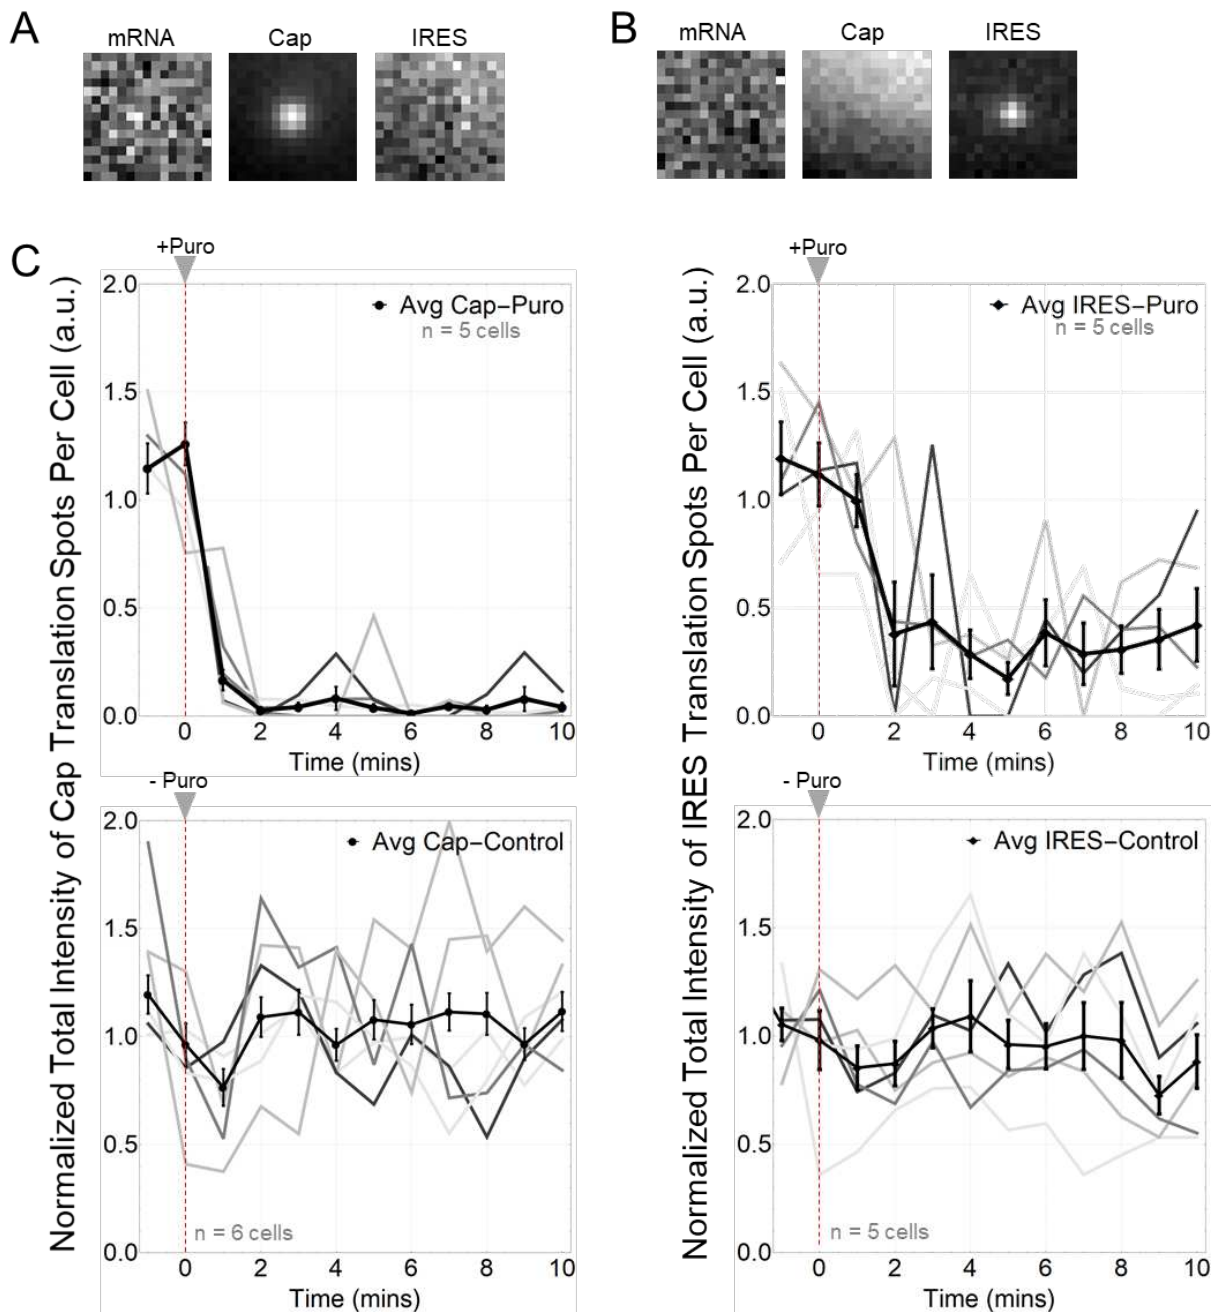 A
mRNA Cap IRES
B
mRNA Cap IRES
C
Normalized Total Intensity of Cap Translation Spots Per Cell (a.u.)
+Puro
2.0
1.5
1.0
0.5
0.0
Avg Cap–Puro
n = 5 cells
0 2 4 6 8 10
Time (mins)
- Puro
2.0
1.5
1.0
0.5
0.0
Avg Cap–Control
n = 6 cells
0 2 4 6 8 10
Time (mins)
Normalized Total Intensity of IRES Translation Spots Per Cell (a.u.)
+Puro
2.0
1.5
1.0
0.5
0.0
Avg IRES–Puro
n = 5 cells
0 2 4 6 8 10
Time (mins)
- Puro
2.0
1.5
1.0
0.5
0.0
Avg IRES–Control
n = 5 cells
0 2 4 6 8 10
Time (mins)